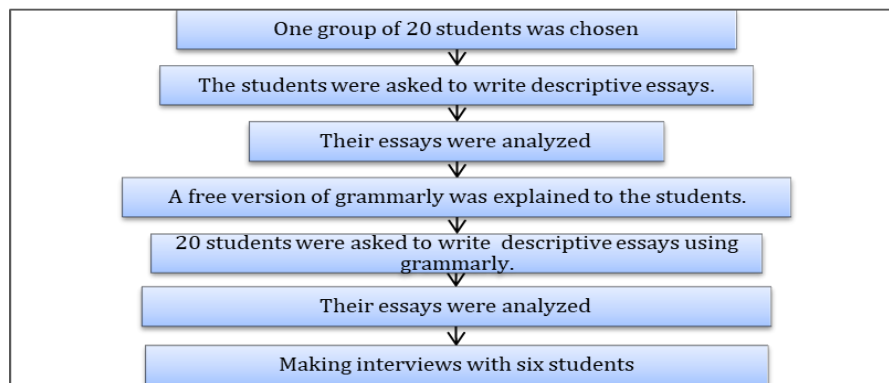 One group of 20 students was chosen
The students were asked to write descriptive essays.
Their essays were analyzed
A free version of grammarly was explained to the students.
20 students were asked to write descriptive essays using
grammarly.
Their essays were analyzed
Making interviews with six students